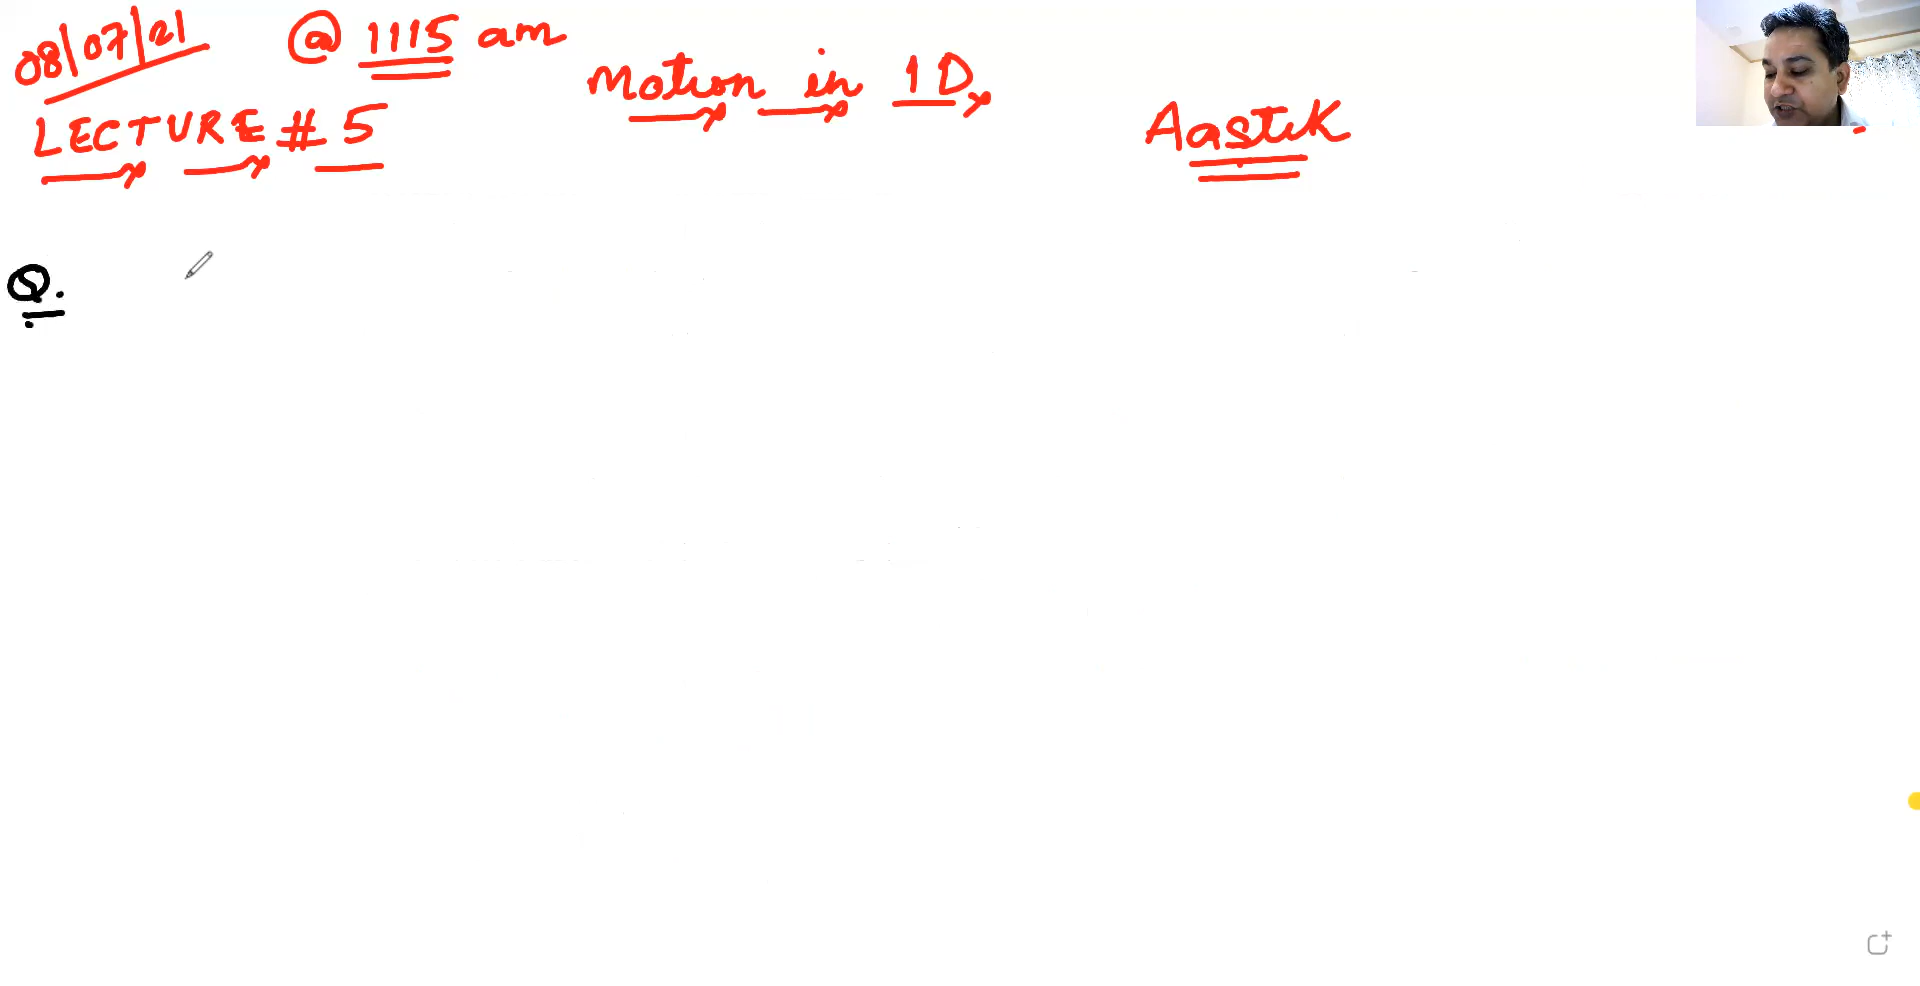 08/07/21 @ 1115 am
Motion in 1D
LECTURE # 5
Aastik
Q.